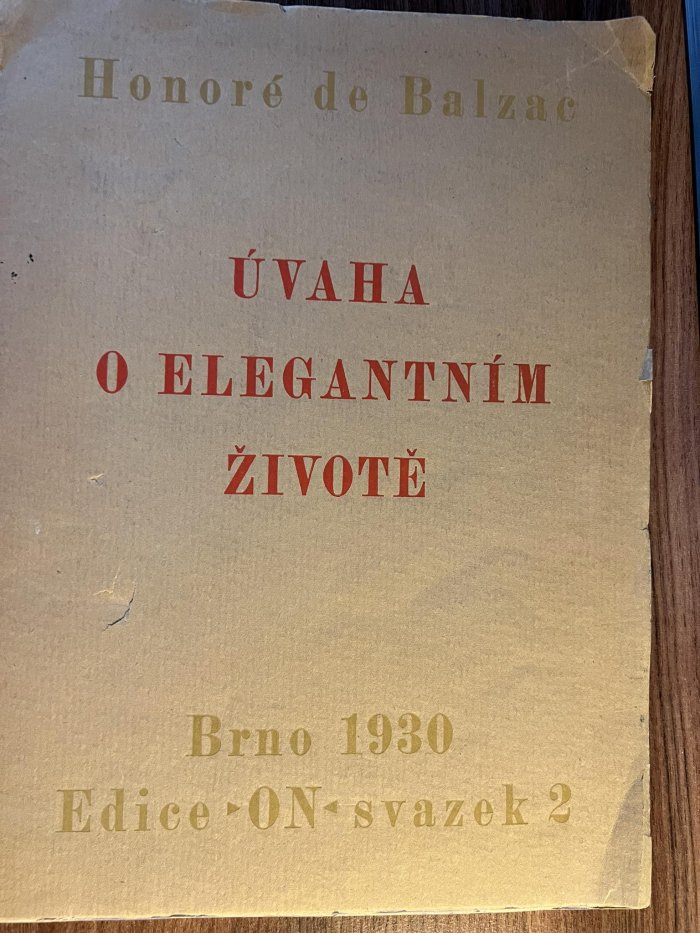 Honoré de Balzac
ÚVAHA
O ELEGANTNÍM
ŽIVOTĚ
Brno 1930
Edice ▸ON◂ svazek 2